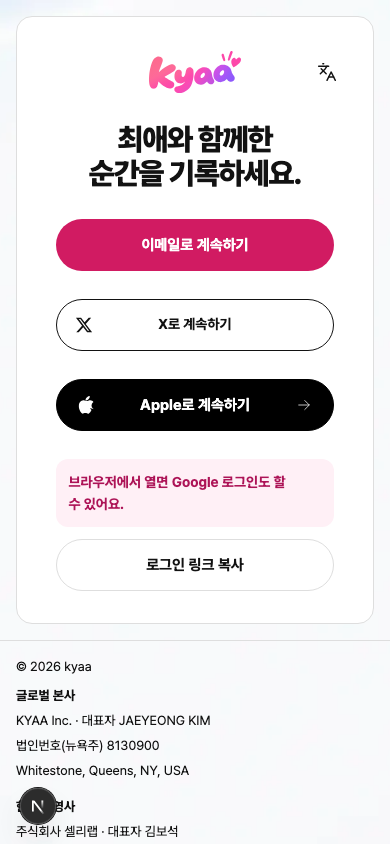 kyaa
최애와 함께한
순간을 기록하세요.
이메일로 계속하기
X로 계속하기
Apple로 계속하기
브라우저에서 열면 Google 로그인도 할
수 있어요.
로그인 링크 복사
© 2026 kyaa
글로벌 본사
KYAA Inc. · 대표자 JAEYEONG KIM
법인번호(뉴욕주) 8130900
Whitestone, Queens, NY, USA
N
주식회사 셀리랩 · 대표자 김보석